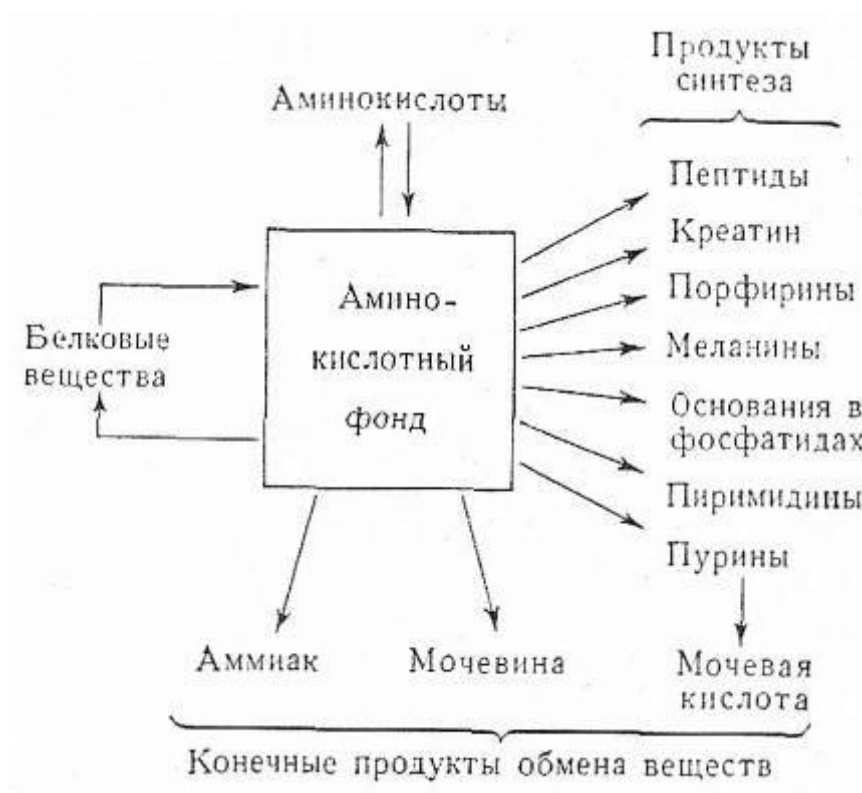 Продукты
синтеза
Аминокислоты
Пептиды
Креатин
Порфирины
Меланины
Основания в
фосфатидах
Пиримидины
Пурины
Амино-
кислотный
фонд
Белковые
вещества
Аммиак
Мочевина
Мочевая
кислота
Конечные продукты обмена веществ